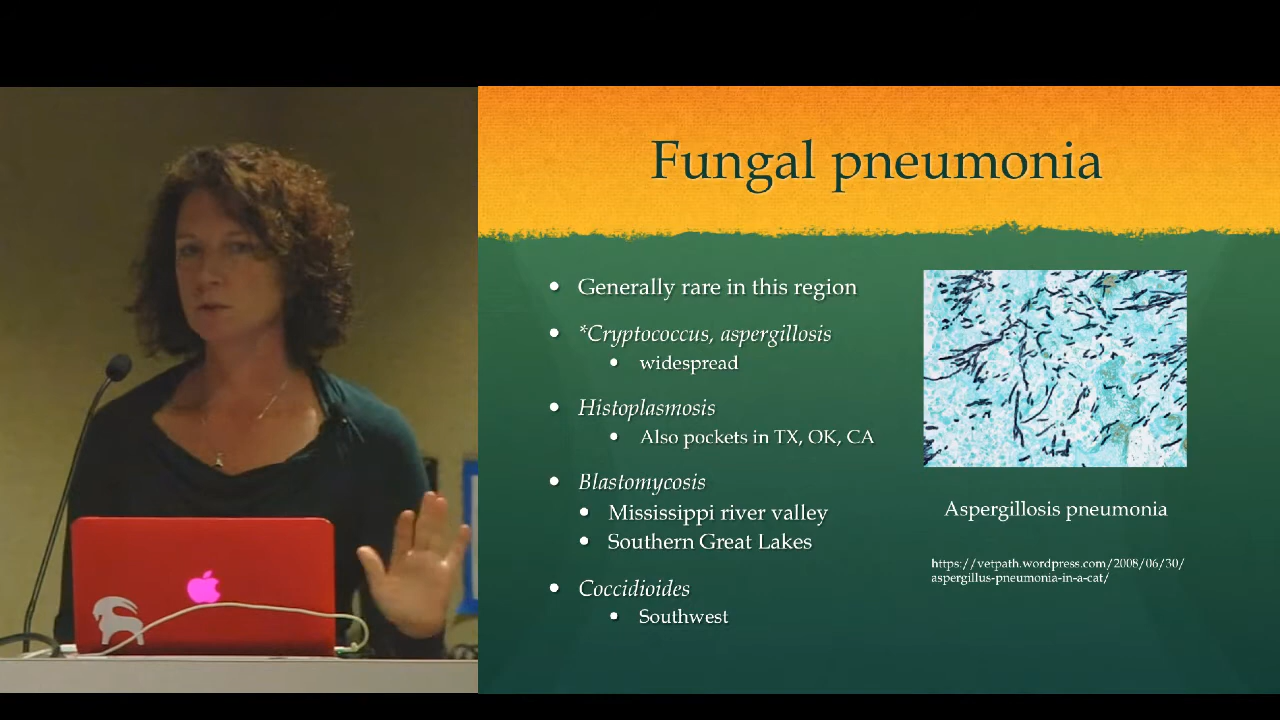 Fungal pneumonia
Generally rare in this region
*Cryptococcus, aspergillosis
widespread
Histoplasmosis
Also pockets in TX, OK, CA
Blastomycosis
Mississippi river valley
Southern Great Lakes
Coccidioides
Southwest
Aspergillosis pneumonia
https://vetpath.wordpress.com/2008/06/30/
aspergillus-pneumonia-in-a-cat/